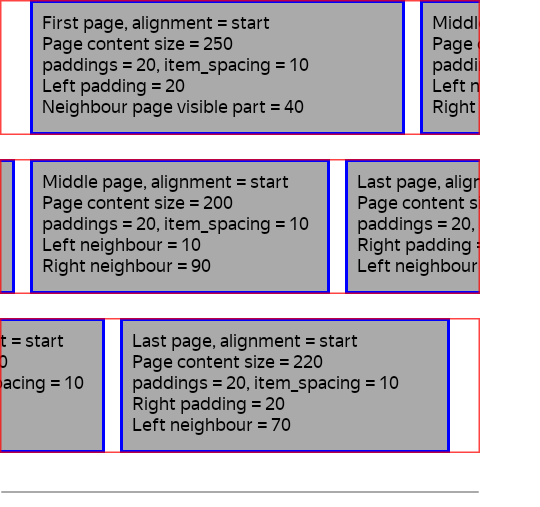 First page, alignment = start
Page content size = 250
paddings = 20, item_spacing = 10
Left padding = 20
Neighbour page visible part = 40
Middl
Page
paddi
Left n
Right
Middle page, alignment = start
Page content size = 200
paddings = 20, item_spacing = 10
Left neighbour = 10
Right neighbour = 90
Last page, align
Page content si
paddings = 20,
Right padding =
Left neighbour
t = start
0
acing = 10
Last page, alignment = start
Page content size = 220
paddings = 20, item_spacing = 10
Right padding = 20
Left neighbour = 70